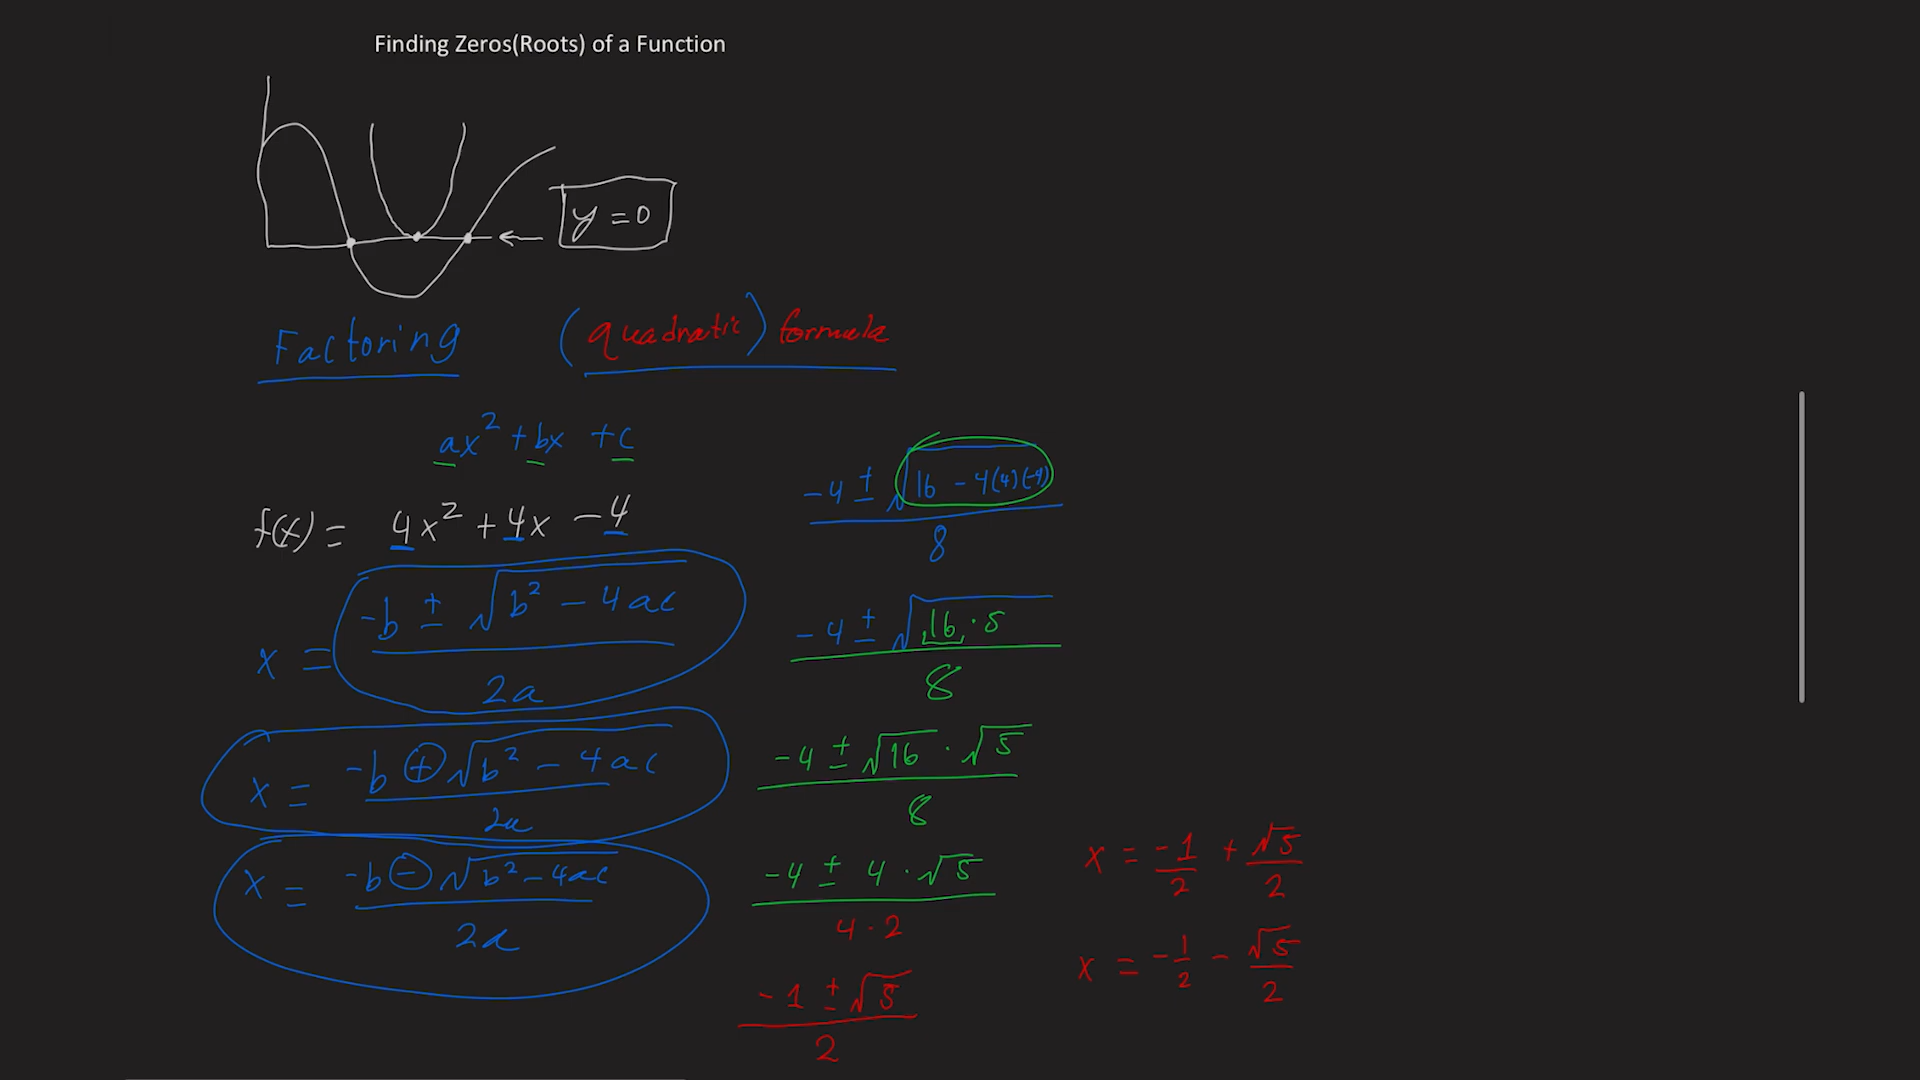 Finding Zeros(Roots) of a Function
y = 0
Factoring
(quadratic) formula
ax² + bx + c
f(x) = 4x² + 4x - 4
x = -b ± √b² - 4ac
2a
x = -b + √b² - 4ac
2a
x = -b - √b² - 4ac
2a
-4 ± √16 - 4(4)(-4)
8
-4 ± √16 · 5
8
-4 ± √16 · √5
8
-4 ± 4 · √5
4 · 2
-1 ± √5
2
x = -1/2 + √5/2
x = -1/2 - √5/2